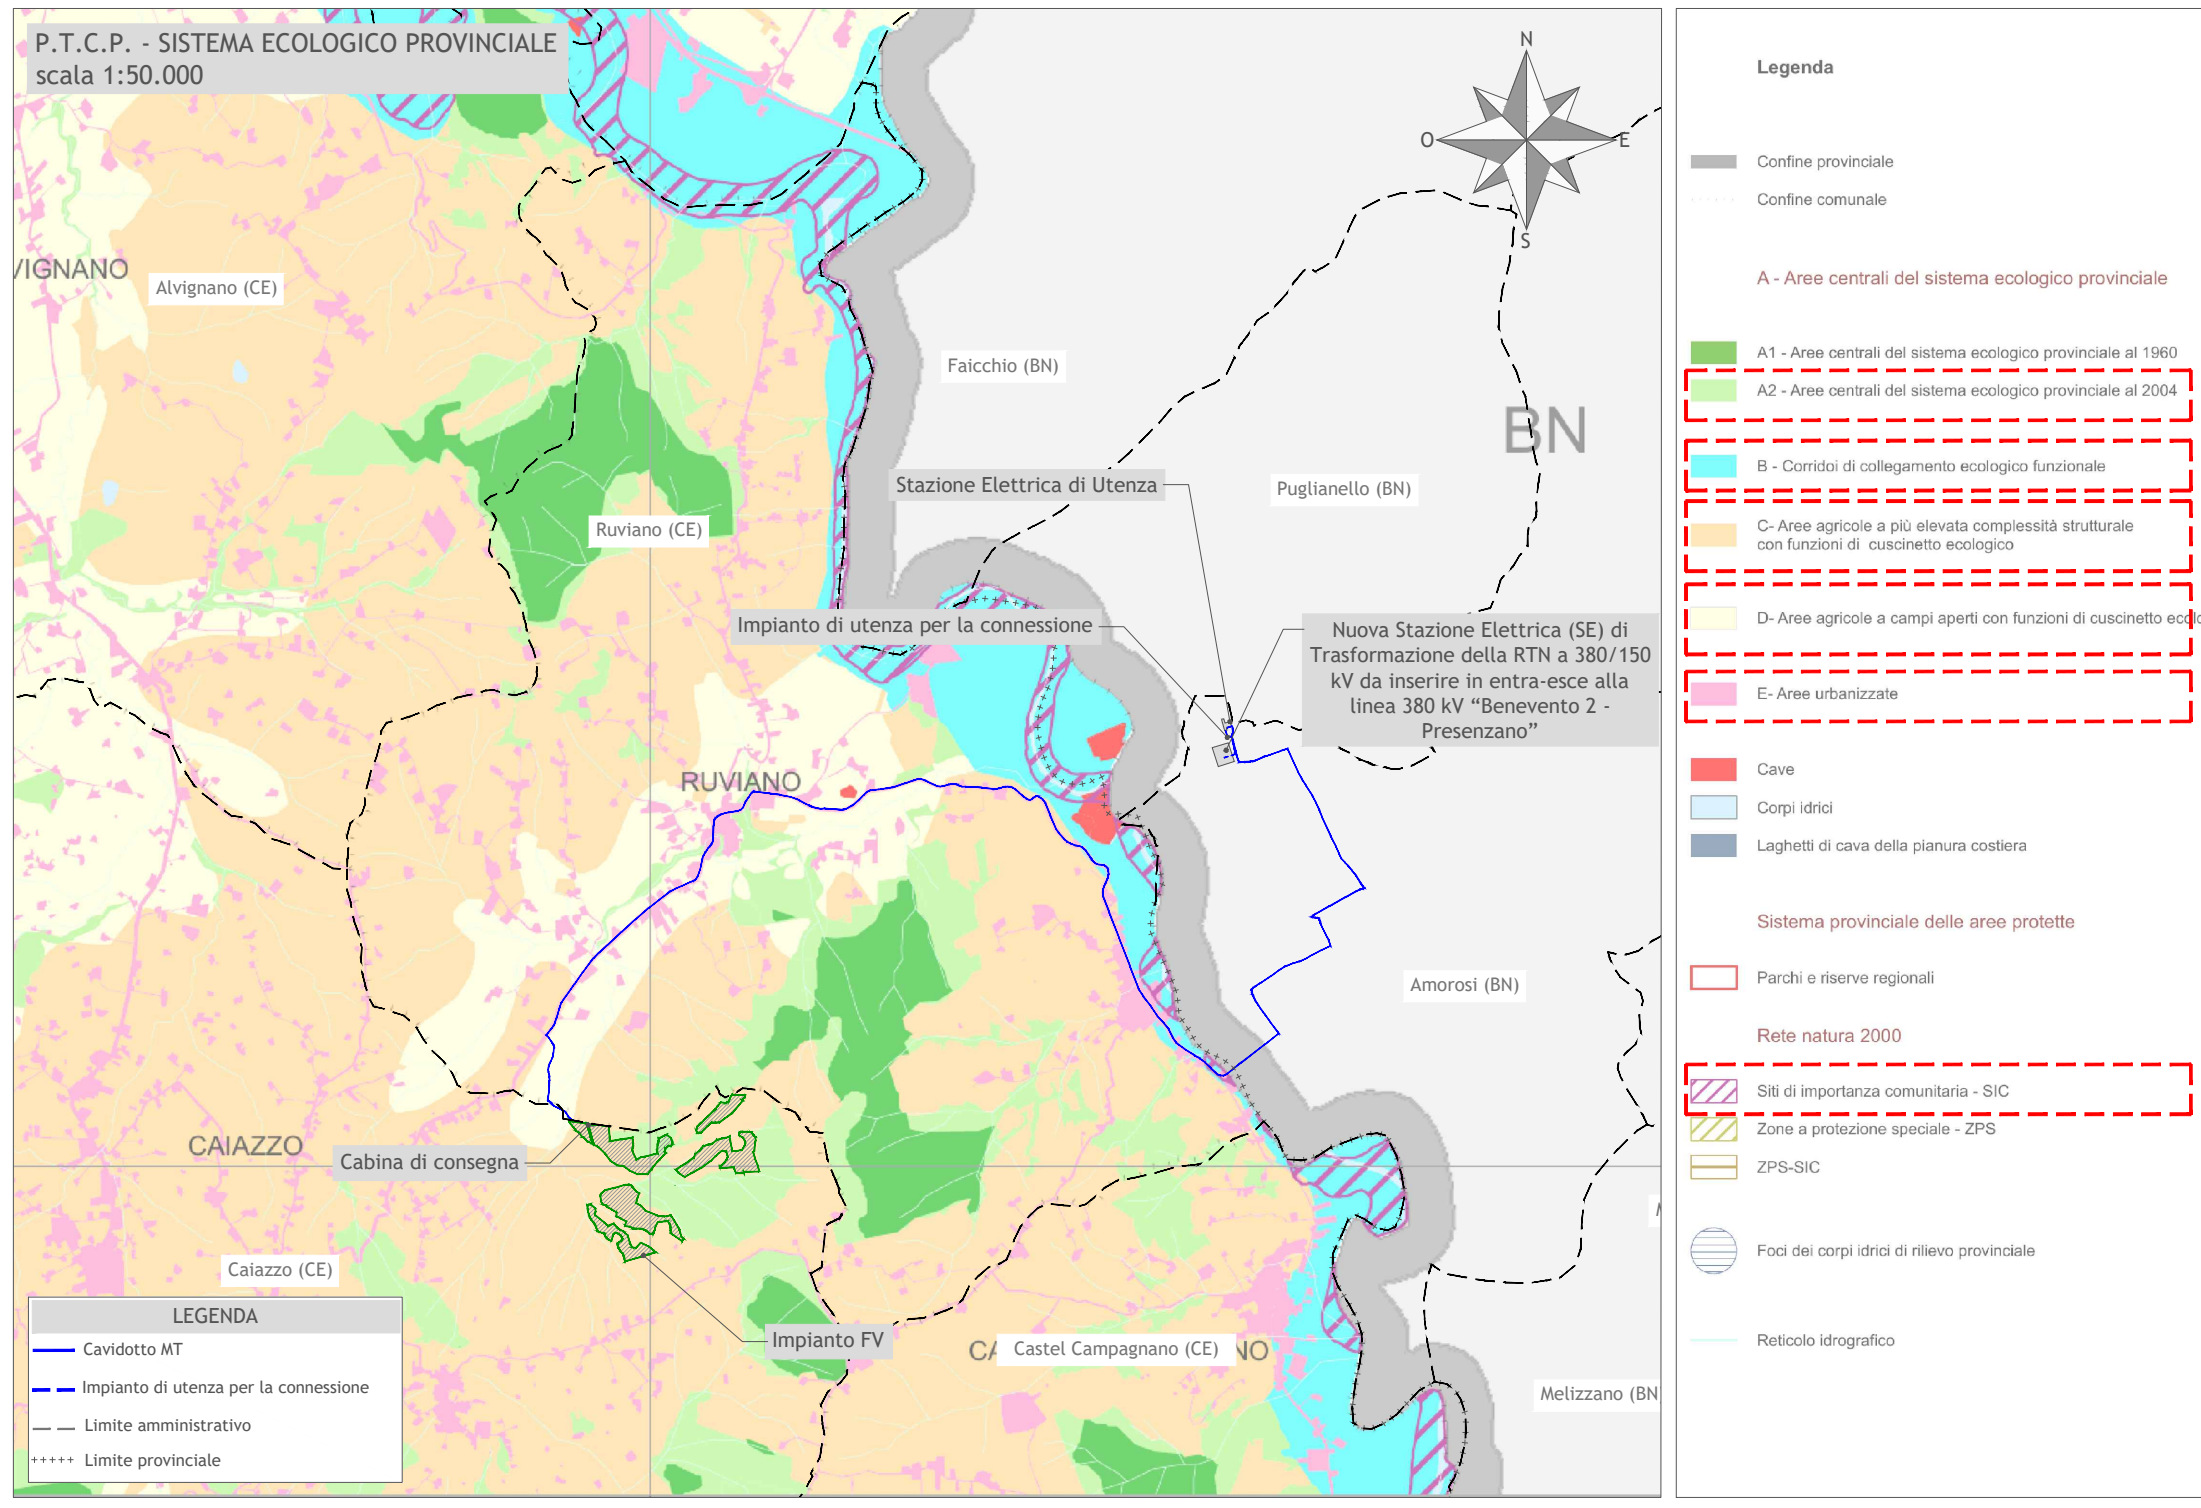 P.T.C.P. - SISTEMA ECOLOGICO PROVINCIALE
scala 1:50.000
N
O
E
S
VIGNANO
Alvignano (CE)
Faicchio (BN)
BN
Stazione Elettrica di Utenza
Puglianello (BN)
Ruviano (CE)
Impianto di utenza per la connessione
Nuova Stazione Elettrica (SE) di
Trasformazione della RTN a 380/150
kV da inserire in entra-esce alla
linea 380 kV “Benevento 2 -
Presenzano”
RUVIANO
Amorosi (BN)
CAIAZZO
Cabina di consegna
Caiazzo (CE)
Impianto FV
CA
Castel Campagnano (CE)
NO
Melizzano (BN
LEGENDA
Cavidotto MT
Impianto di utenza per la connessione
Limite amministrativo
Limite provinciale
Legenda
Confine provinciale
Confine comunale
A - Aree centrali del sistema ecologico provinciale
A1 - Aree centrali del sistema ecologico provinciale al 1960
A2 - Aree centrali del sistema ecologico provinciale al 2004
B - Corridoi di collegamento ecologico funzionale
C- Aree agricole a più elevata complessità strutturale
con funzioni di cuscinetto ecologico
D- Aree agricole a campi aperti con funzioni di cuscinetto ecolo
E- Aree urbanizzate
Cave
Corpi idrici
Laghetti di cava della pianura costiera
Sistema provinciale delle aree protette
Parchi e riserve regionali
Rete natura 2000
Siti di importanza comunitaria - SIC
Zone a protezione speciale - ZPS
ZPS-SIC
Foci dei corpi idrici di rilievo provinciale
Reticolo idrografico